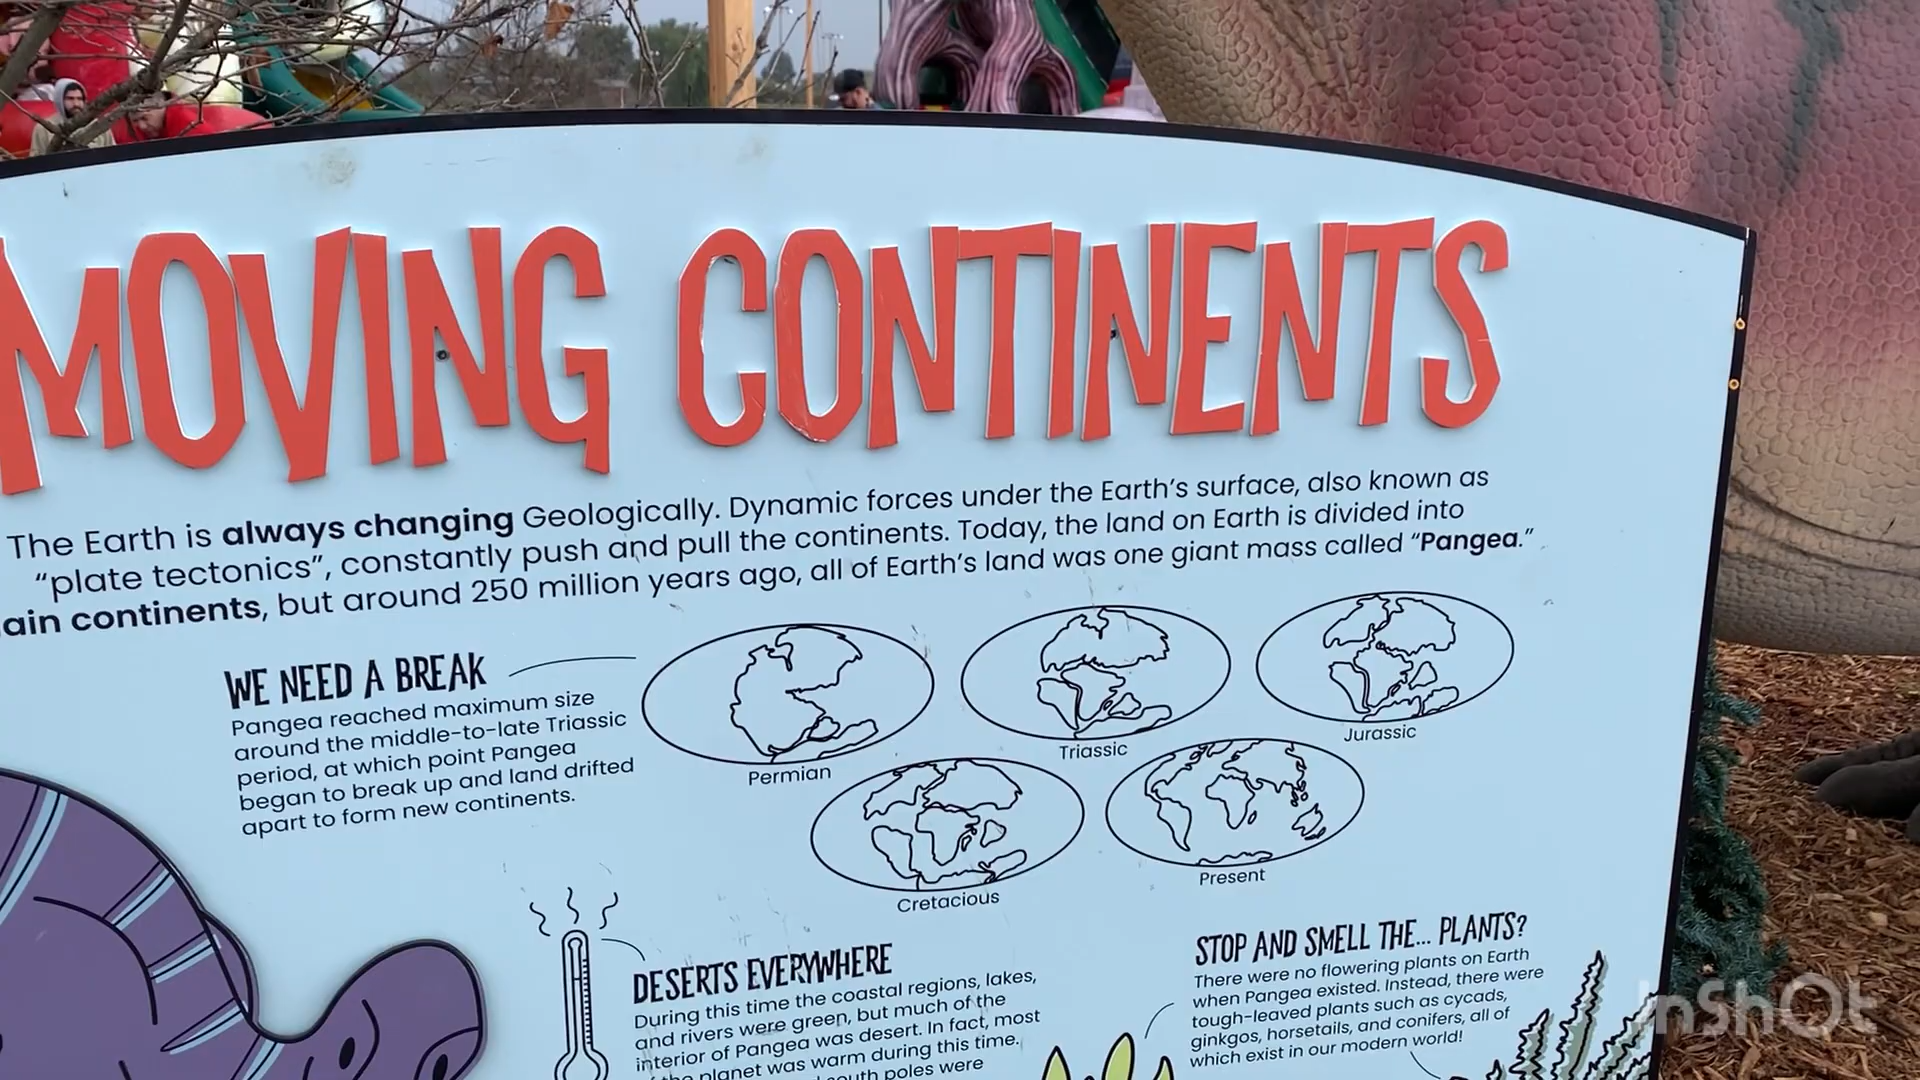 MOVING CONTINENTS
The Earth is always changing Geologically. Dynamic forces under the Earth's surface, also known as
"plate tectonics", constantly push and pull the continents. Today, the land on Earth is divided into
continents, but around 250 million years ago, all of Earth's land was one giant mass called "Pangea."
WE NEED A BREAK
Pangea reached maximum size
around the middle-to-late Triassic
period, at which point Pangea
began to break up and land drifted
apart to form new continents.
Permian
Triassic
Jurassic
Cretacious
Present
DESERTS EVERYWHERE
During this time the coastal regions, lakes,
and rivers were green, but much of the
interior of Pangea was desert. In fact, most
planet was warm during this time.
poles were
STOP AND SMELL THE... PLANTS?
There were no flowering plants on Earth
when Pangea existed. Instead, there were
tough-leaved plants such as cycads,
ginkgos, horsetails, and conifers, all of
which exist in our modern world!
InShOt